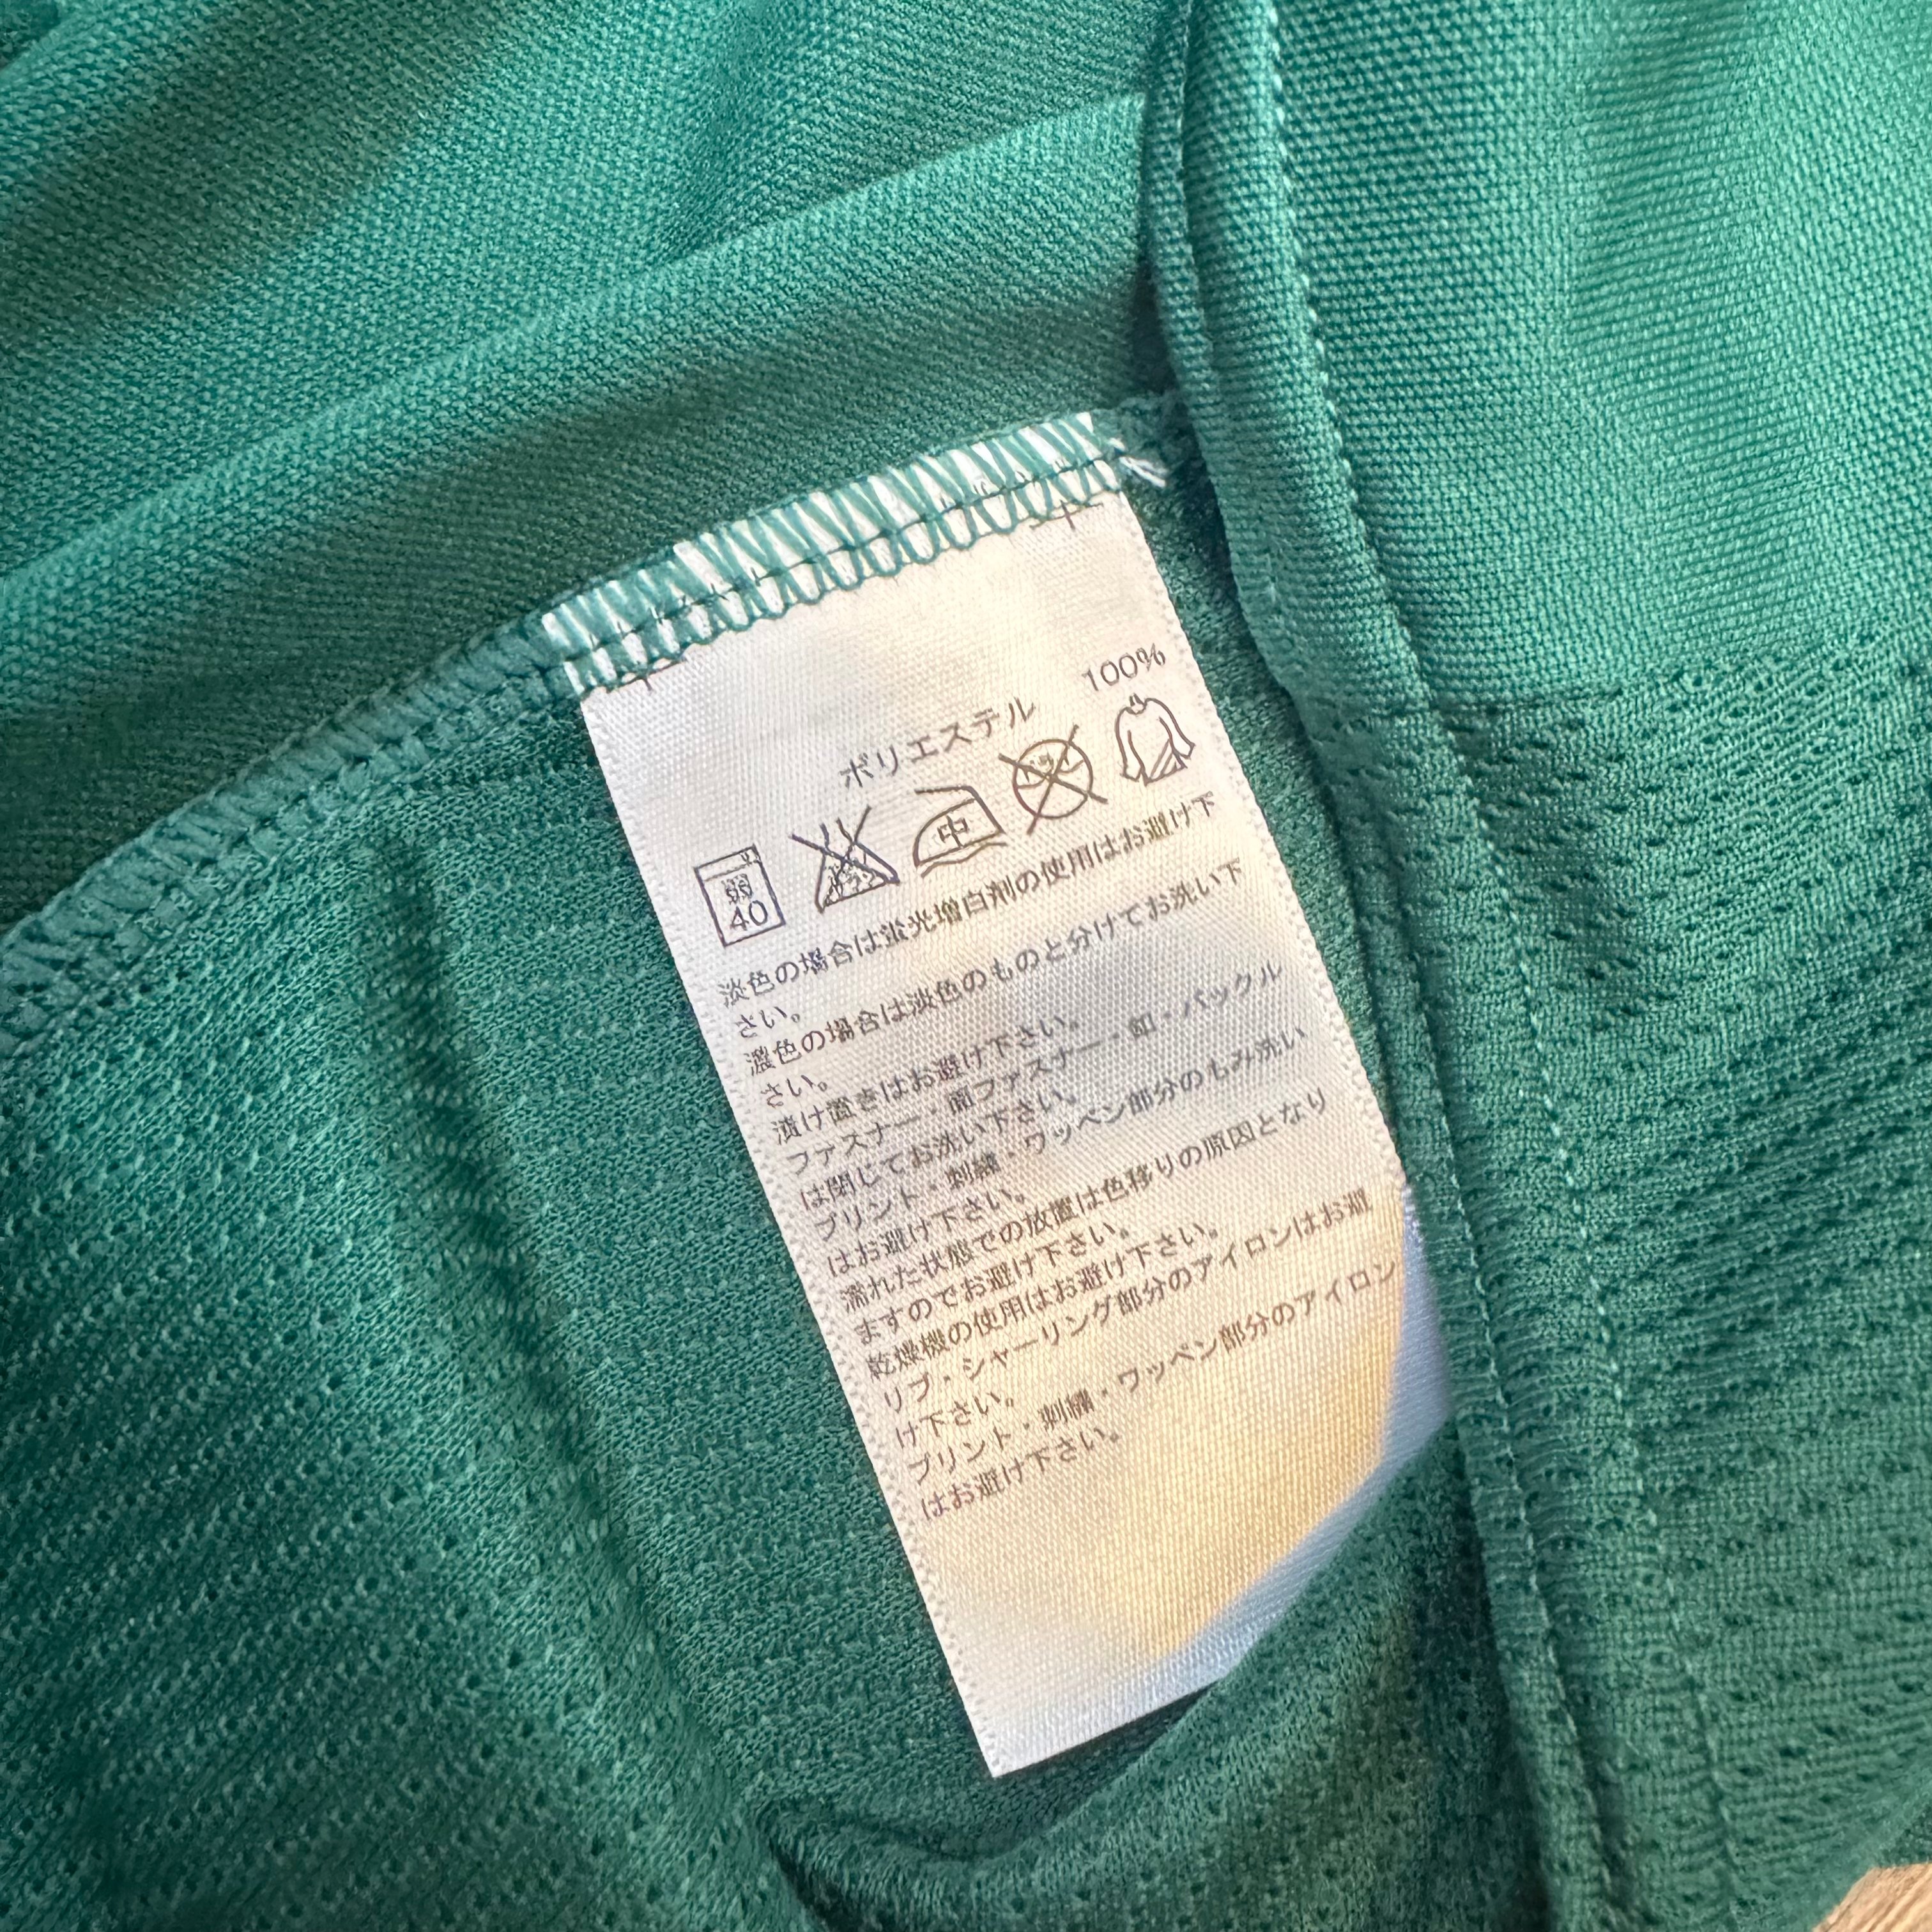 ポリエステル 100%
弱
40
中
ドライ
淡色の場合は蛍光増白剤の使用はお避け下
さい。
濃色の場合は淡色のものと分けてお洗い下
さい。
漬け置きはお避け下さい。
ファスナー・面ファスナー・釦・バックル
は閉じてお洗い下さい。
プリント・刺繍・ワッペン部分のもみ洗い
はお避け下さい。
濡れた状態での放置は色移りの原因となり
ますのでお避け下さい。
乾燥機の使用はお避け下さい。
リブ・シャーリング部分のアイロンはお避
け下さい。
プリント・刺繍・ワッペン部分のアイロン
はお避け下さい。